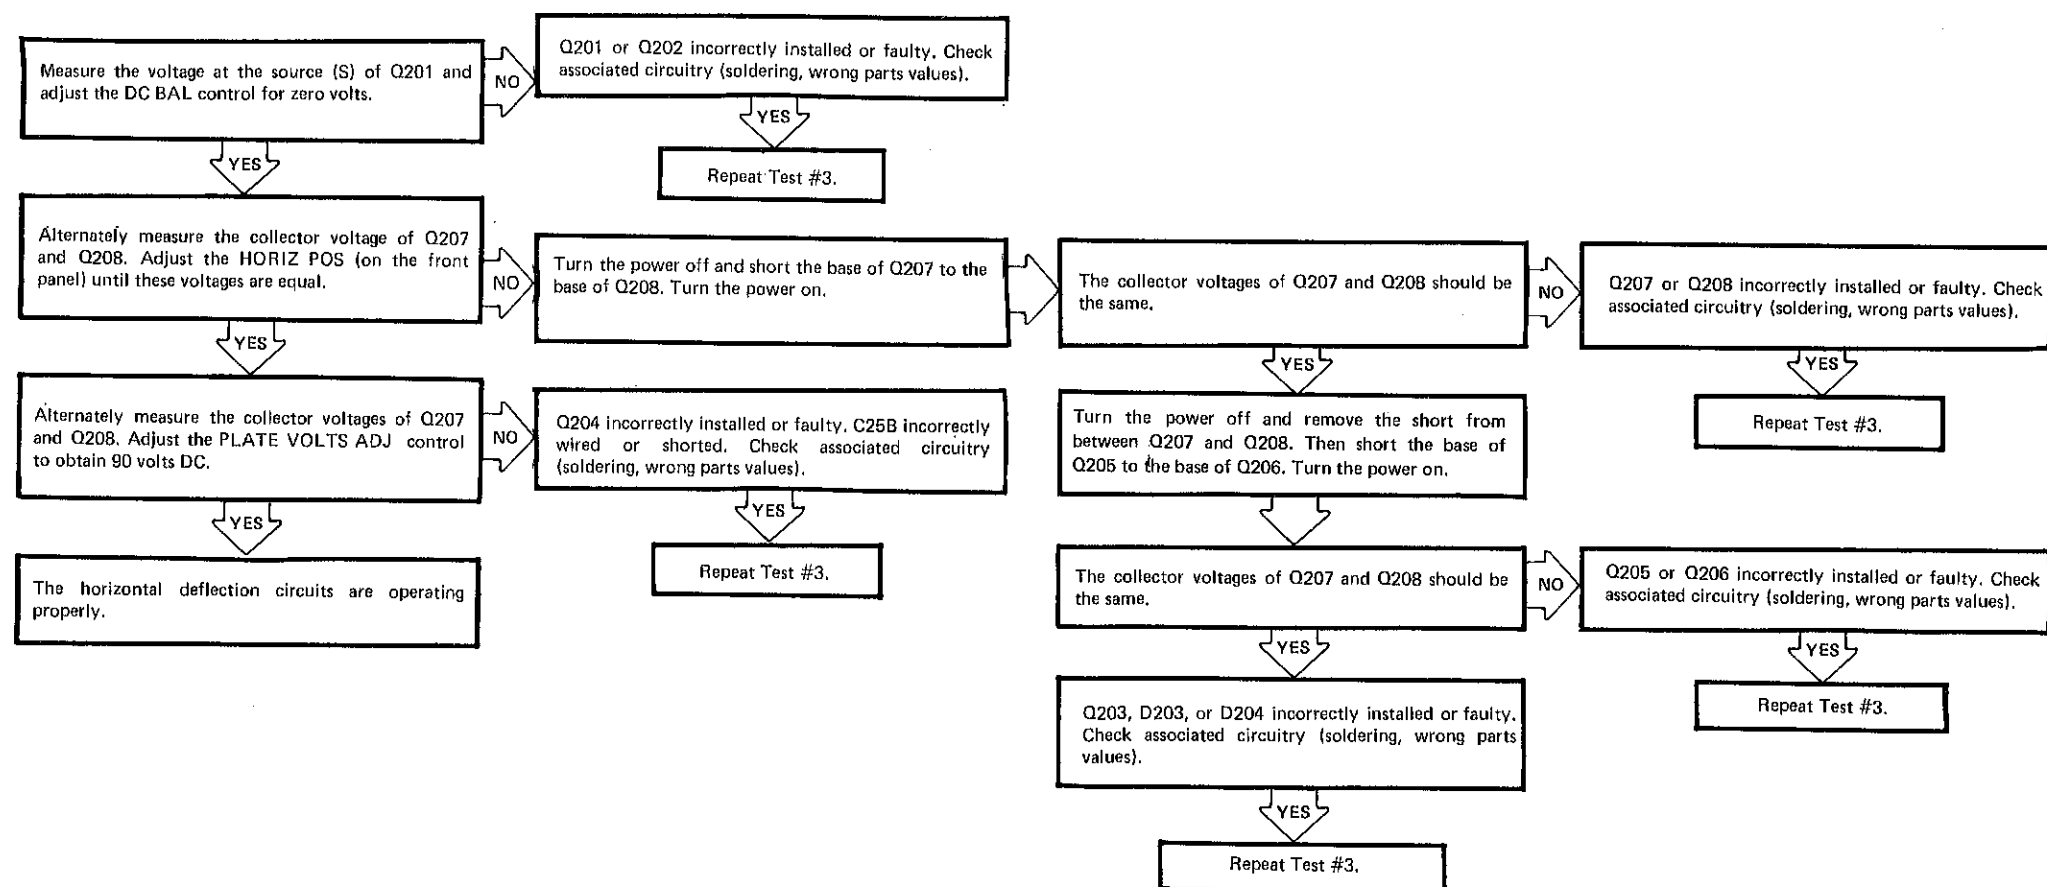 Measure the voltage at the source (S) of Q201 and
adjust the DC BAL control for zero volts.
NO
Q201 or Q202 incorrectly installed or faulty. Check
associated circuitry (soldering, wrong parts values).
YES
Repeat Test #3.
YES
Alternately measure the collector voltage of Q207
and Q208. Adjust the HORIZ POS (on the front
panel) until these voltages are equal.
NO
Turn the power off and short the base of Q207 to the
base of Q208. Turn the power on.
The collector voltages of Q207 and Q208 should be
the same.
NO
Q207 or Q208 incorrectly installed or faulty. Check
associated circuitry (soldering, wrong parts values).
YES
Repeat Test #3.
YES
Turn the power off and remove the short from
between Q207 and Q208. Then short the base of
Q205 to the base of Q206. Turn the power on.
The collector voltages of Q207 and Q208 should be
the same.
NO
Q205 or Q206 incorrectly installed or faulty. Check
associated circuitry (soldering, wrong parts values).
YES
Repeat Test #3.
YES
Q203, D203, or D204 incorrectly installed or faulty.
Check associated circuitry (soldering, wrong parts
values).
YES
Repeat Test #3.
YES
Alternately measure the collector voltages of Q207
and Q208. Adjust the PLATE VOLTS ADJ control
to obtain 90 volts DC.
NO
Q204 incorrectly installed or faulty. C25B incorrectly
wired or shorted. Check associated circuitry
(soldering, wrong parts values).
YES
Repeat Test #3.
YES
The horizontal deflection circuits are operating
properly.